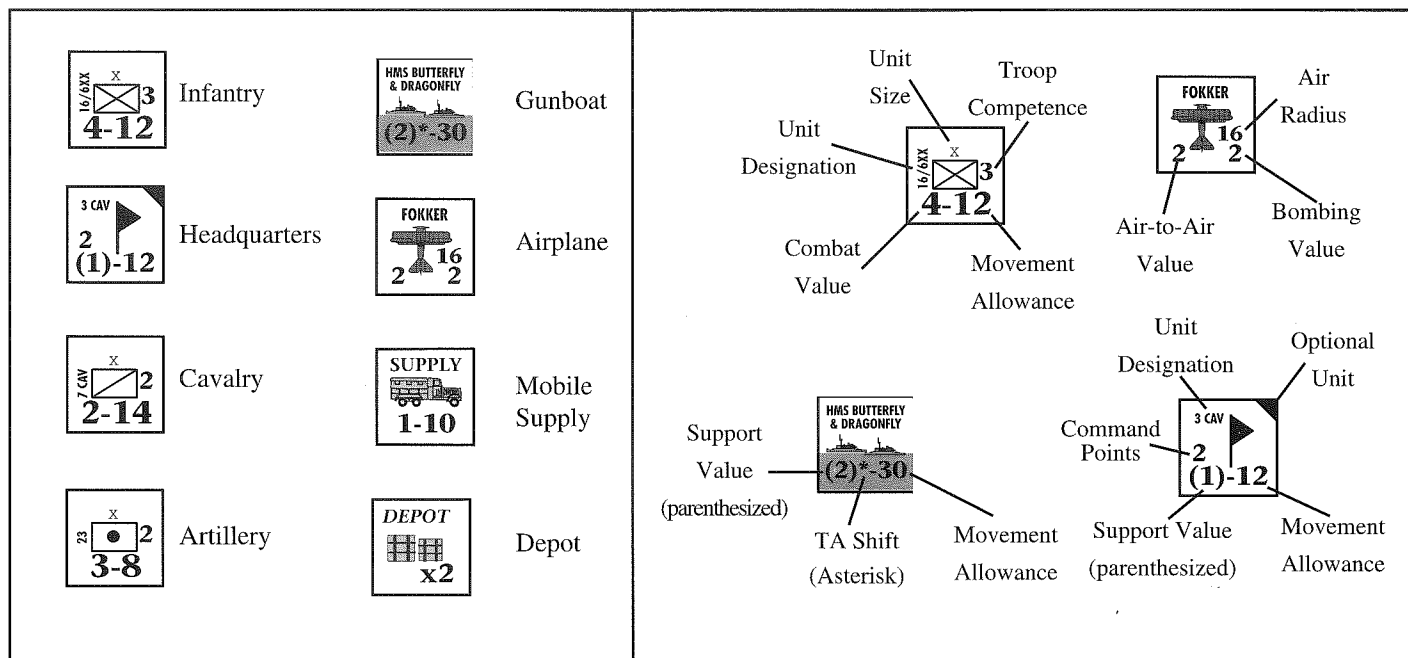 X
16/6XX
3
4-12
Infantry
HMS BUTTERFLY
& DRAGONFLY
(2)*-30
Gunboat
3 CAV
2
(1)-12
Headquarters
FOKKER
16
2 2
Airplane
X
7 CAV
2
2-14
Cavalry
SUPPLY
1-10
Mobile
Supply
X
23
2
3-8
Artillery
DEPOT
x2
Depot
Unit
Size
Troop
Competence
Unit
Designation
X
16/6XX
3
4-12
Combat
Value
Movement
Allowance
FOKKER
16
2 2
Air
Radius
Air-to-Air
Value
Bombing
Value
HMS BUTTERFLY
& DRAGONFLY
(2)*-30
Support
Value
(parenthesized)
TA Shift
(Asterisk)
Movement
Allowance
Unit
Designation
Optional
Unit
3 CAV
2
(1)-12
Command
Points
Support Value
(parenthesized)
Movement
Allowance